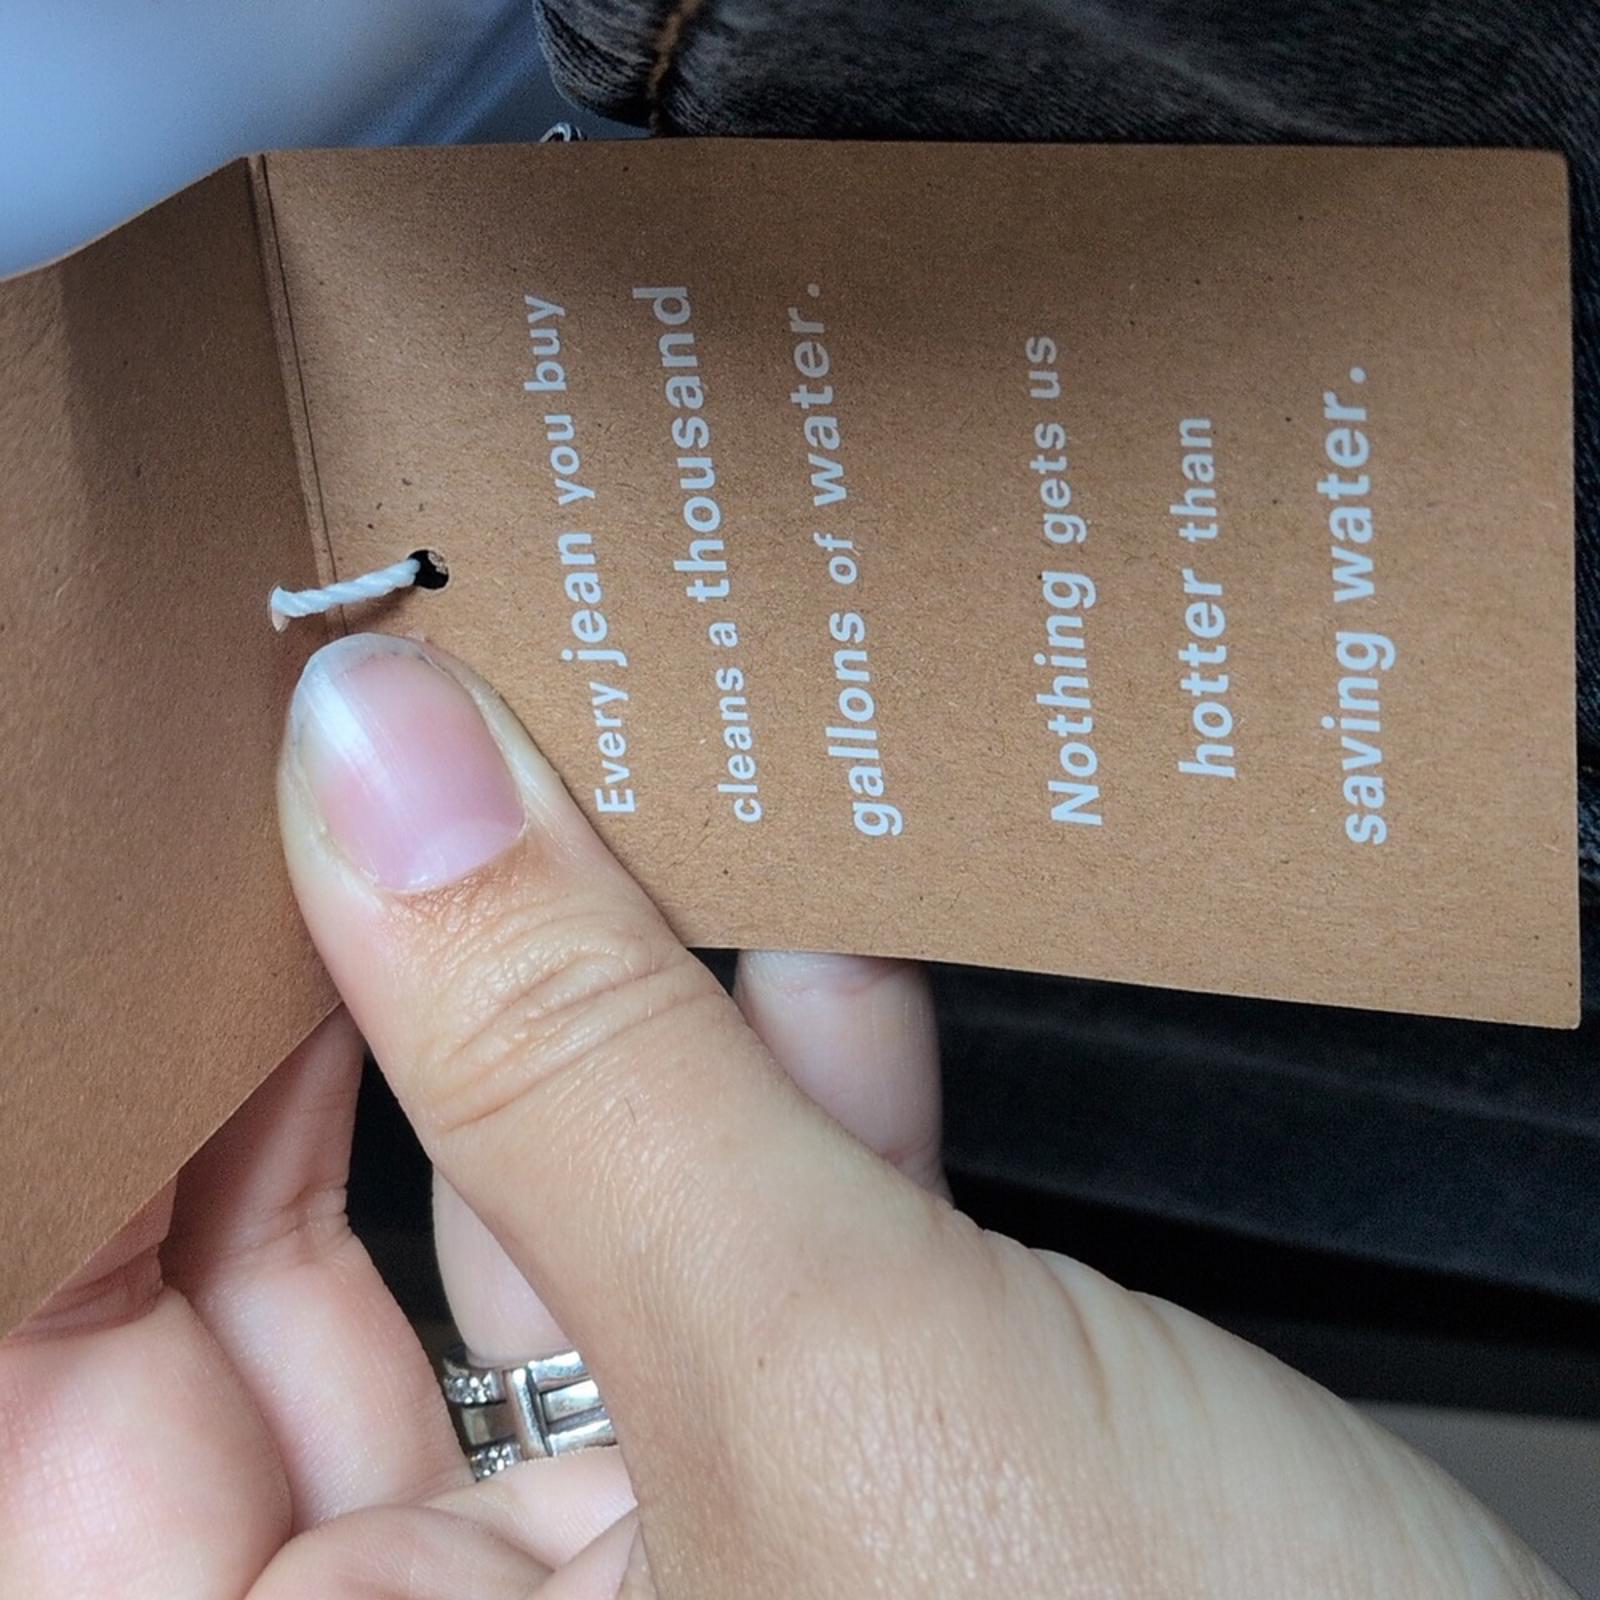 Every jean you buy
cleans a thousand
gallons of water.
Nothing gets us
hotter than
saving water.